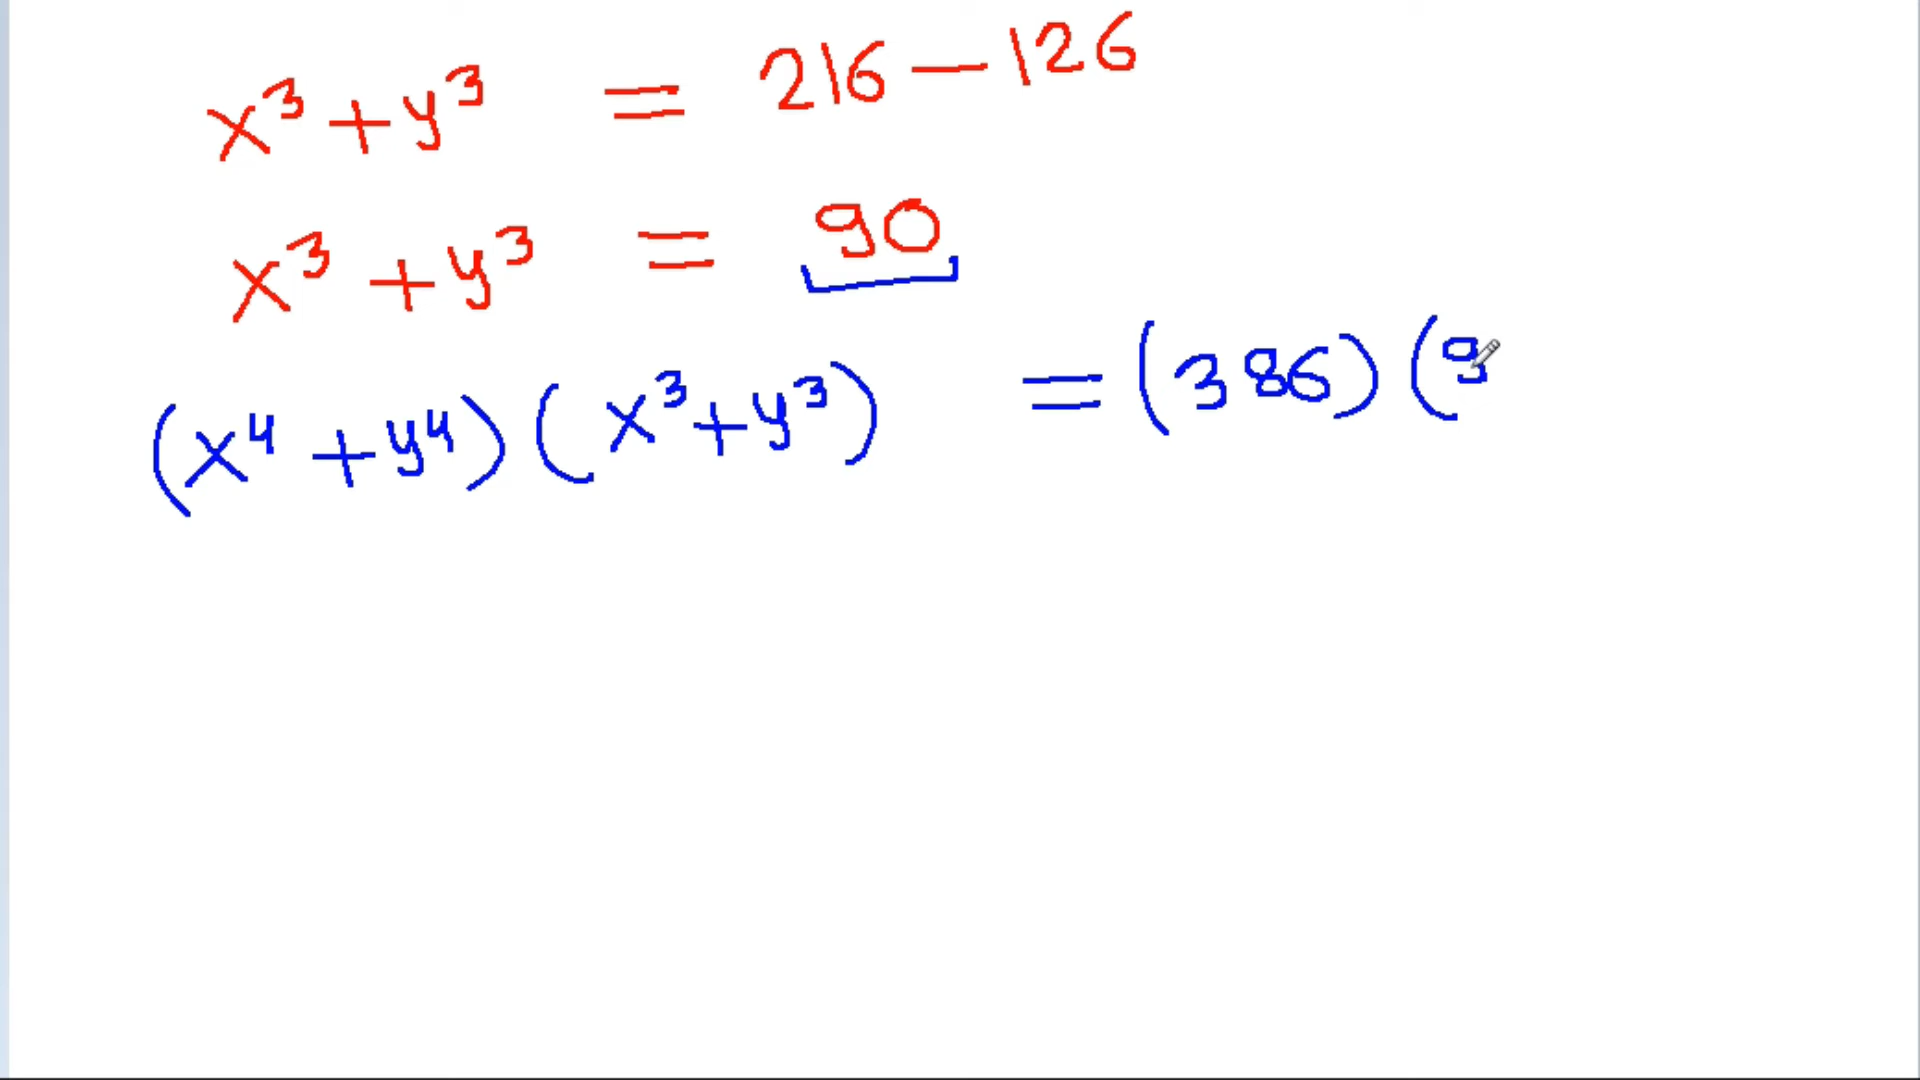 x³ + y³ = 216 – 126
x³ + y³ = 90
(x⁴ + y⁴) (x³ + y³) = (386) (9